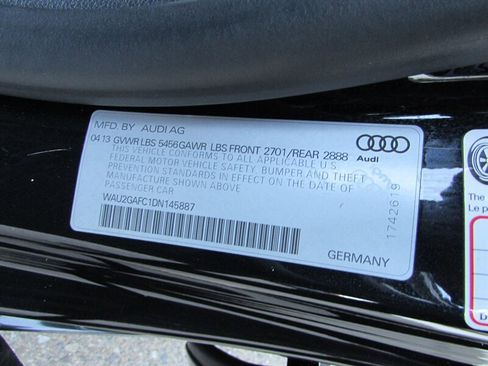 MFD. BY AUDI AG
04 13 GVWR LBS 5456 GAWR LBS FRONT 2701/REAR 2888
THIS VEHICLE CONFORMS TO ALL APPLICABLE
FEDERAL MOTOR VEHICLE SAFETY, BUMPER AND THEFT
PREVENTION STANDARDS IN EFFECT ON THE DATE OF
MANUFACTURE SHOWN ABOVE
PASSENGER CAR
WAU2GAFC1DN145887
Audi
1742619
GERMANY
The
Le p
D